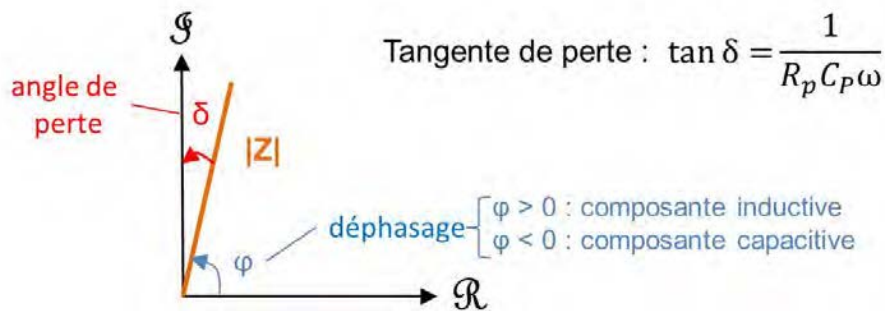 ℐ
Tangente de perte : tan δ = 1 / (R_p C_P ω)
angle de
perte
δ
|Z|
φ
déphasage
φ > 0 : composante inductive
φ < 0 : composante capacitive
ℛ